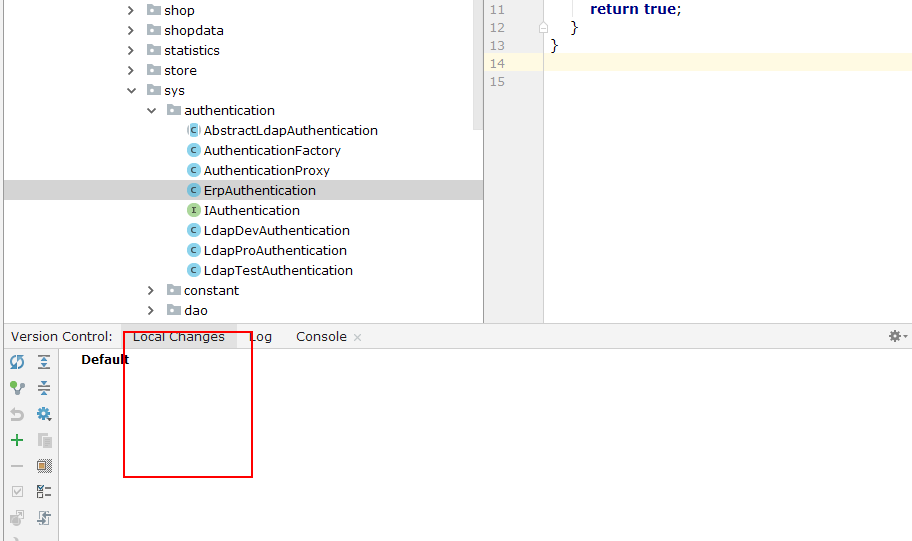 shop
shopdata
statistics
store
sys
authentication
AbstractLdapAuthentication
AuthenticationFactory
AuthenticationProxy
ErpAuthentication
IAuthentication
LdapDevAuthentication
LdapProAuthentication
LdapTestAuthentication
constant
dao
11 return true;
12 }
13 }
14
15
Version Control: Local Changes Log Console
Default